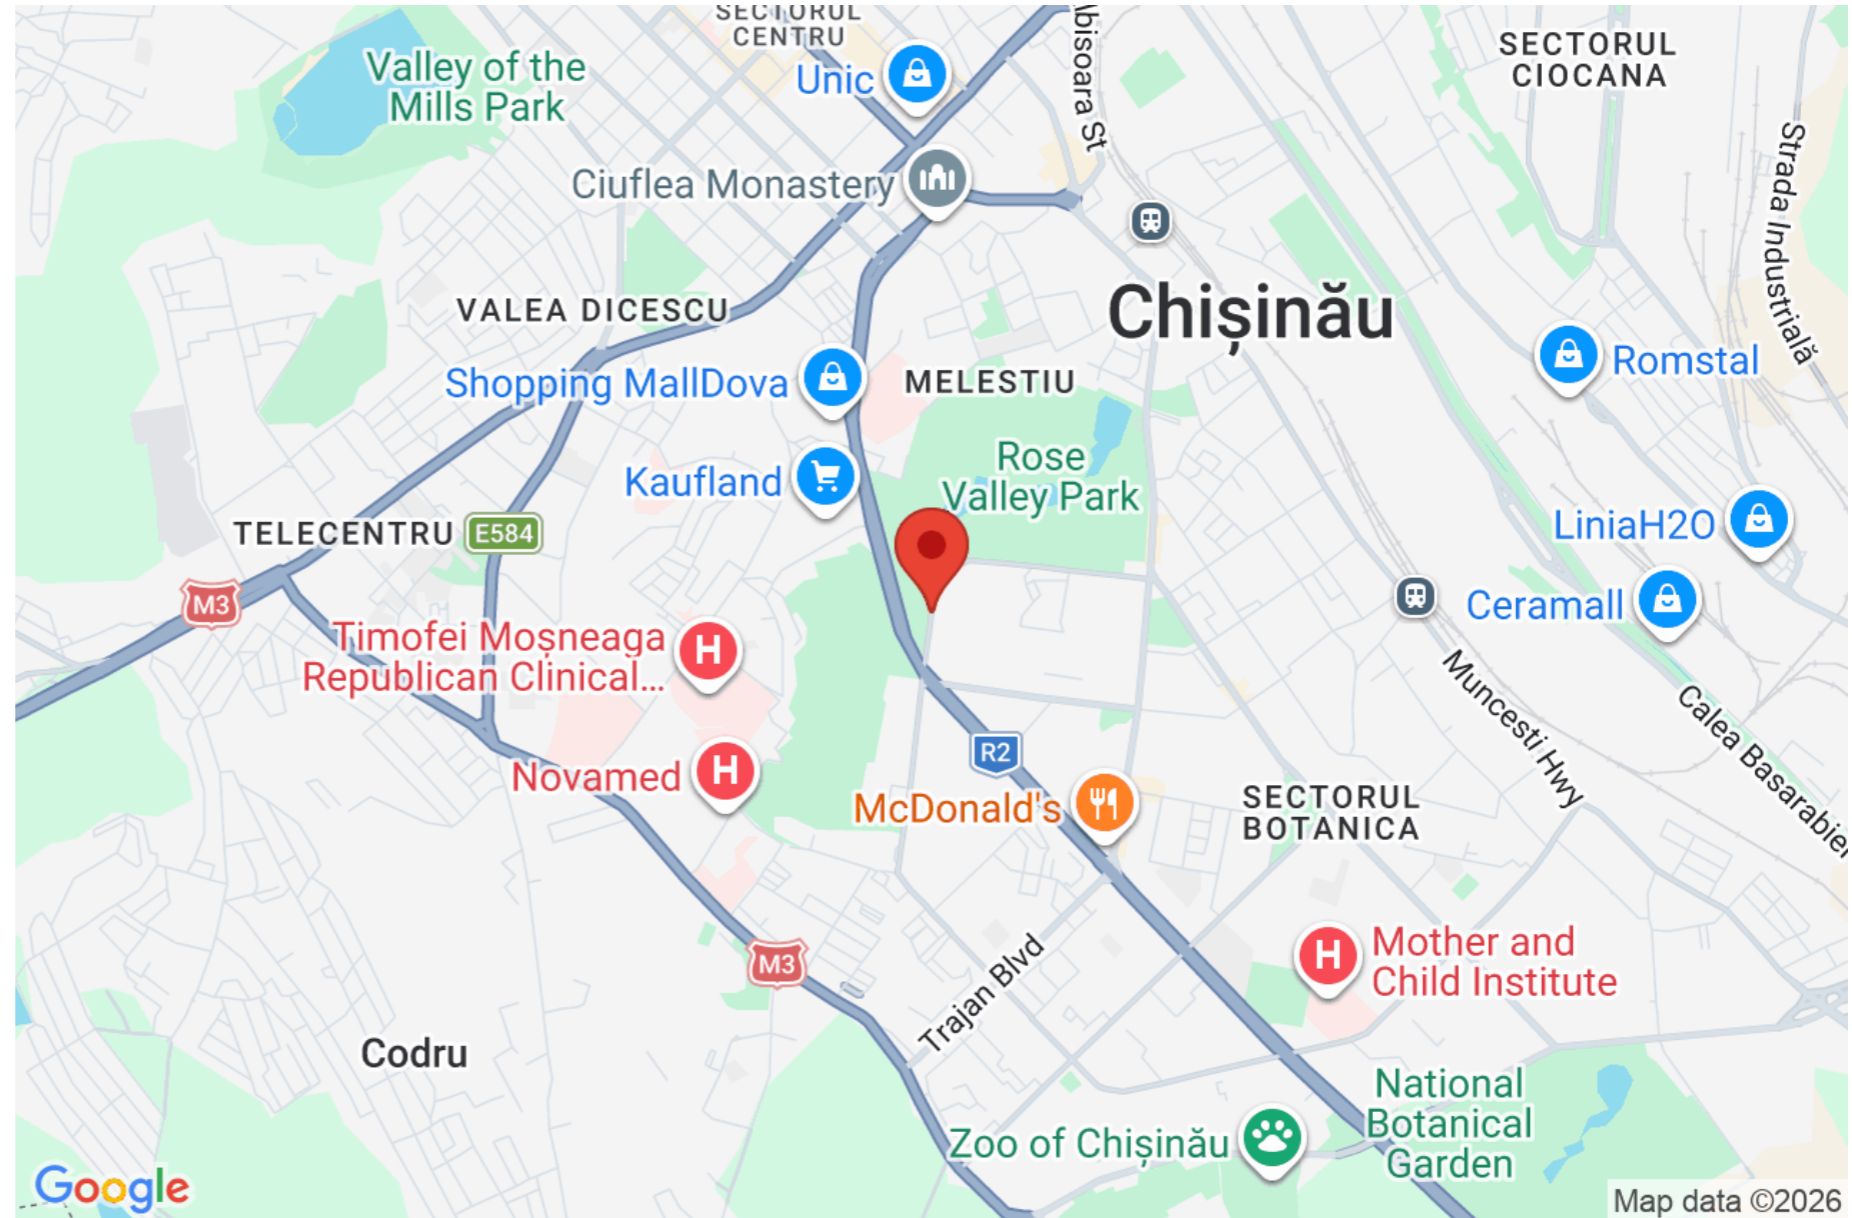 SECTORUL
CENTRU
Abisoara St
SECTORUL
CIOCANA
Valley of the
Mills Park
Unic
Strada Industrială
Ciuflea Monastery
VALEA DICESCU
Chișinău
Shopping MallDova
MELESTIU
Romstal
Rose
Valley Park
Kaufland
TELECENTRU
E584
LiniaH2O
M3
Ceramall
Timofei Moșneaga
Republican Clinical...
H
Muncesti Hwy
Calea Basarabiei
R2
Novamed
H
McDonald's
SECTORUL
BOTANICA
M3
Trajan Blvd
H
Mother and
Child Institute
Codru
National
Botanical
Garden
Zoo of Chișinău
Google
Map data ©2026